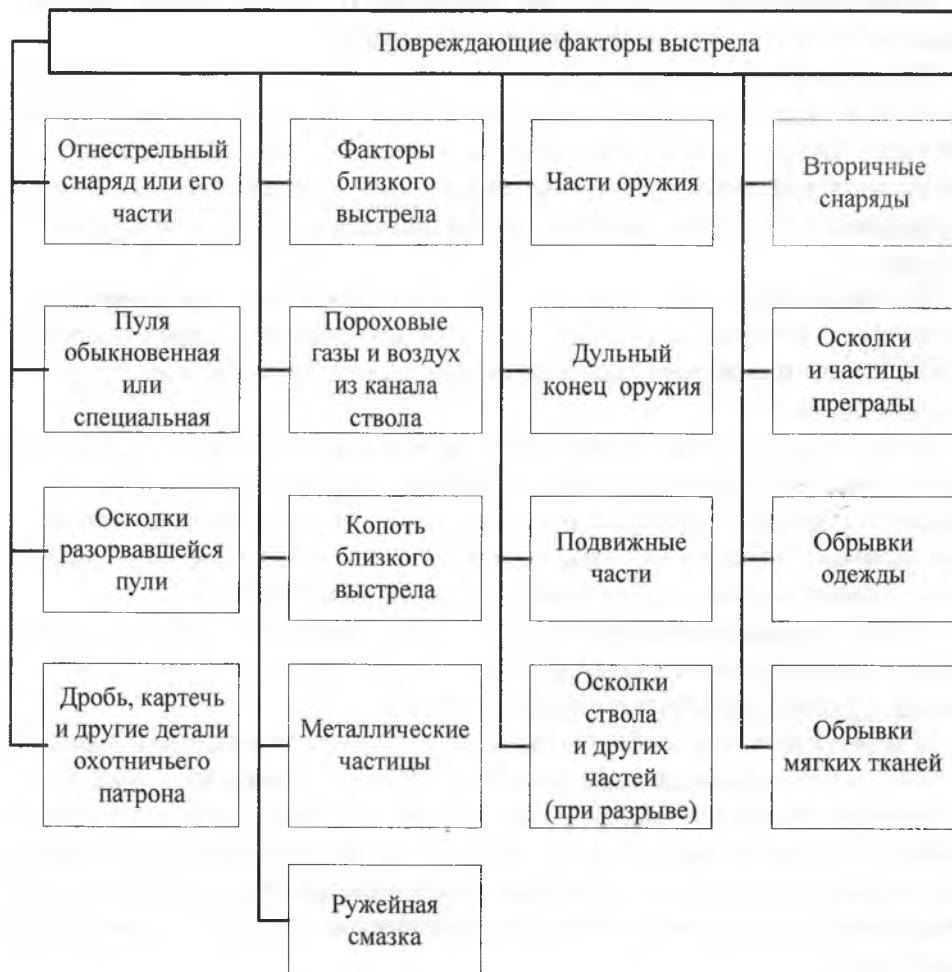 Повреждающие факторы выстрела
Огнестрельный
снаряд или его
части
Факторы
близкого
выстрела
Части оружия
Вторичные
снаряды
Пуля
обыкновенная
или
специальная
Пороховые
газы и воздух
из канала
ствола
Дульный
конец оружия
Осколки
и частицы
преграды
Осколки
разорвавшейся
пули
Копоть
близкого
выстрела
Подвижные
части
Обрывки
одежды
Дробь, картечь
и другие детали
охотничьего
патрона
Металлические
частицы
Осколки
ствола
и других
частей
(при разрыве)
Обрывки
мягких тканей
Ружейная
смазка